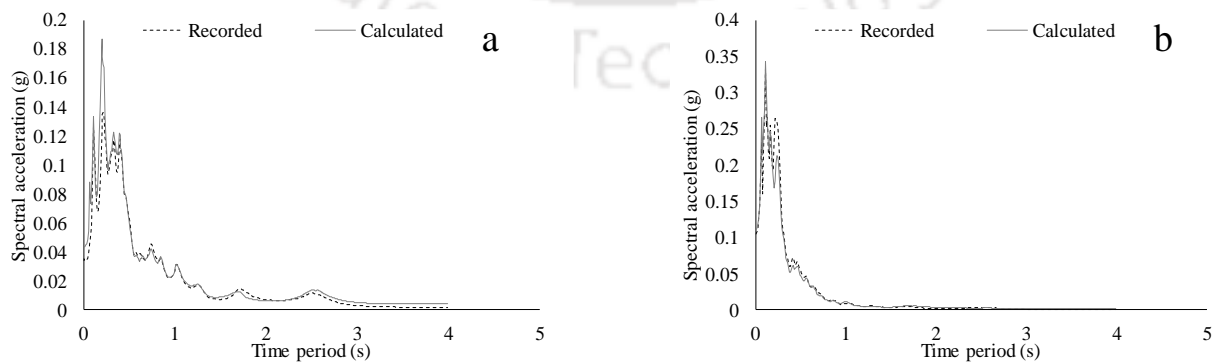 Recorded
Calculated
a
Spectral acceleration (g)
0.2
0.18
0.16
0.14
0.12
0.1
0.08
0.06
0.04
0.02
0
0 1 2 3 4 5
Time period (s)
Recorded
Calculated
b
Spectral acceleration (g)
0.4
0.35
0.3
0.25
0.2
0.15
0.1
0.05
0
0 1 2 3 4 5
Time period (s)
Tec